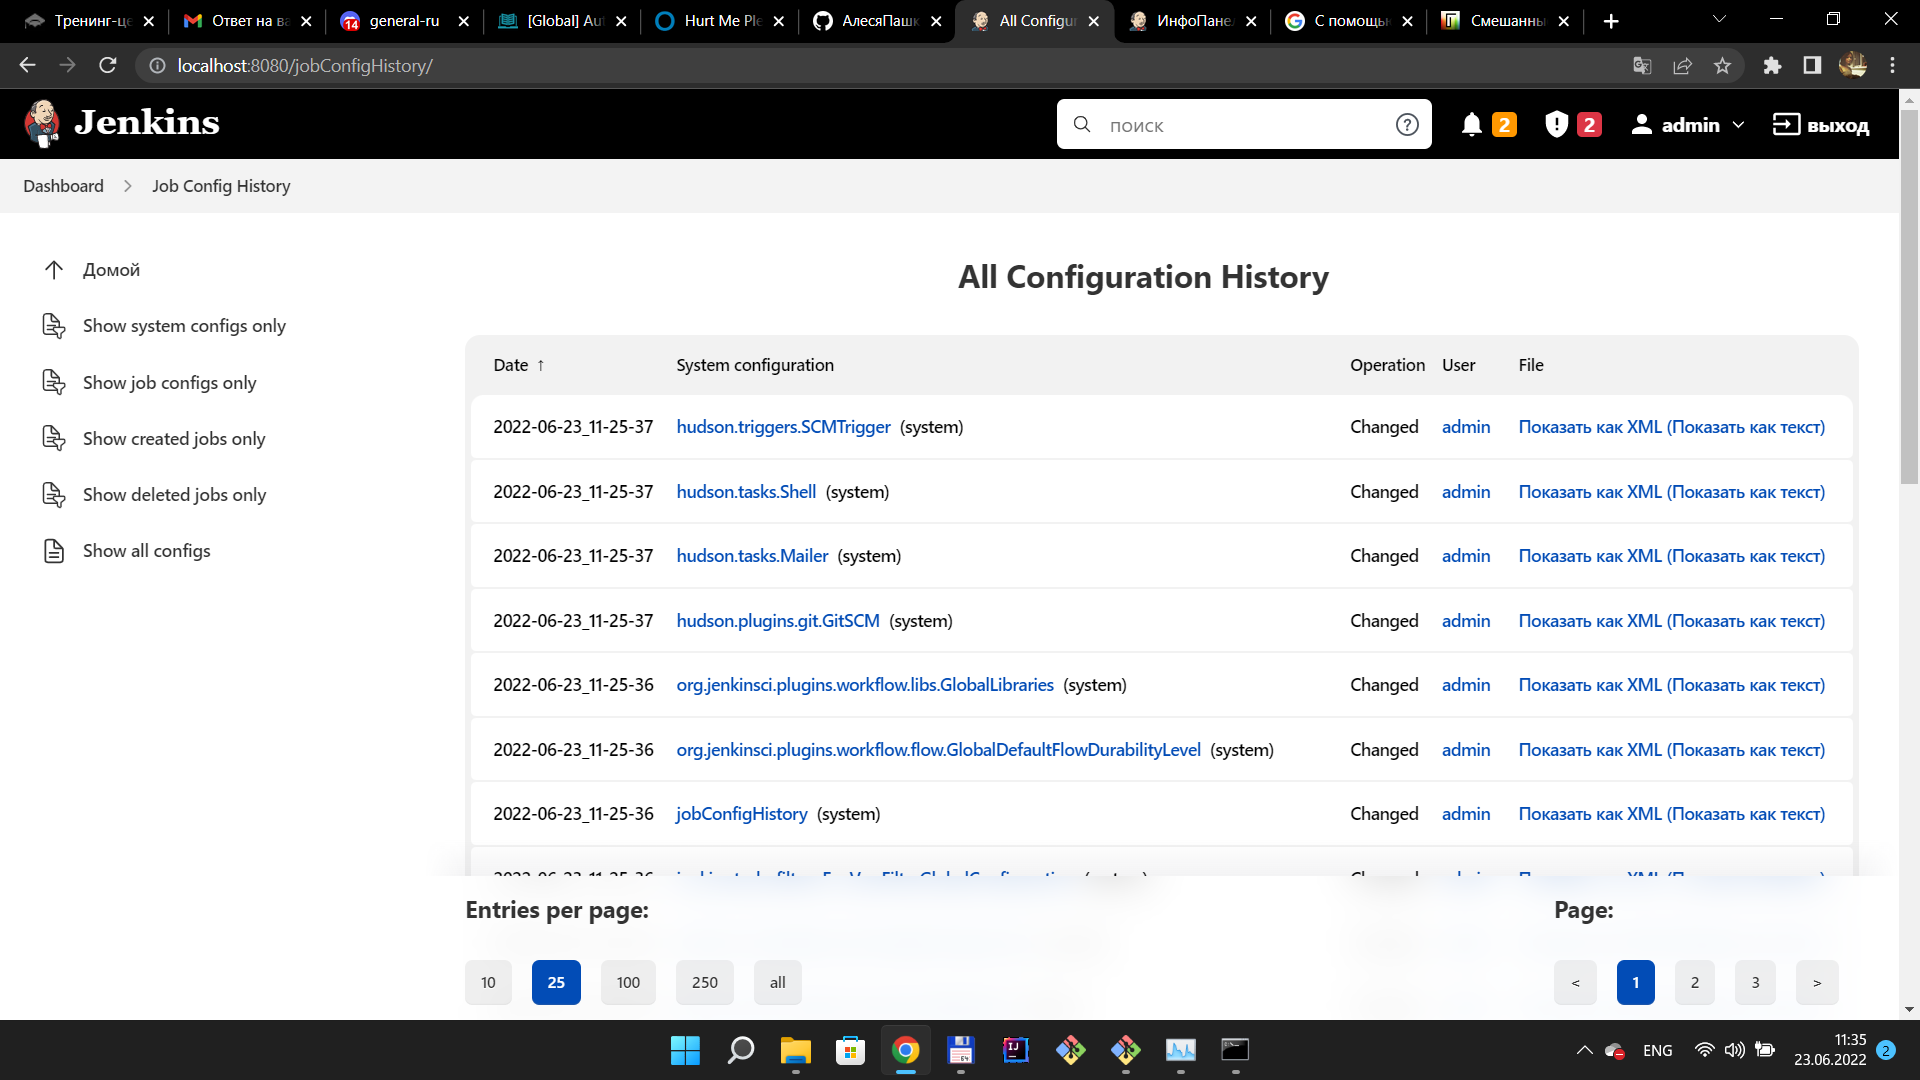 Тренинг-це
Ответ на ва
14 general-ru
[Global] Au
Hurt Me Ple
АлесяПашк
All Configur
ИнфоПанел
С помощью
Смешанны
localhost:8080/jobConfigHistory/
Jenkins
поиск
2
2
admin
выход
Dashboard
Job Config History
Домой
Show system configs only
Show job configs only
Show created jobs only
Show deleted jobs only
Show all configs
All Configuration History
Date ↑ System configuration Operation User File
2022-06-23_11-25-37 hudson.triggers.SCMTrigger (system) Changed admin Показать как XML (Показать как текст)
2022-06-23_11-25-37 hudson.tasks.Shell (system) Changed admin Показать как XML (Показать как текст)
2022-06-23_11-25-37 hudson.tasks.Mailer (system) Changed admin Показать как XML (Показать как текст)
2022-06-23_11-25-37 hudson.plugins.git.GitSCM (system) Changed admin Показать как XML (Показать как текст)
2022-06-23_11-25-36 org.jenkinsci.plugins.workflow.libs.GlobalLibraries (system) Changed admin Показать как XML (Показать как текст)
2022-06-23_11-25-36 org.jenkinsci.plugins.workflow.flow.GlobalDefaultFlowDurabilityLevel (system) Changed admin Показать как XML (Показать как текст)
2022-06-23_11-25-36 jobConfigHistory (system) Changed admin Показать как XML (Показать как текст)
Entries per page:
Page:
10 25 100 250 all
< 1 2 3 >
ENG
11:35
23.06.2022
2